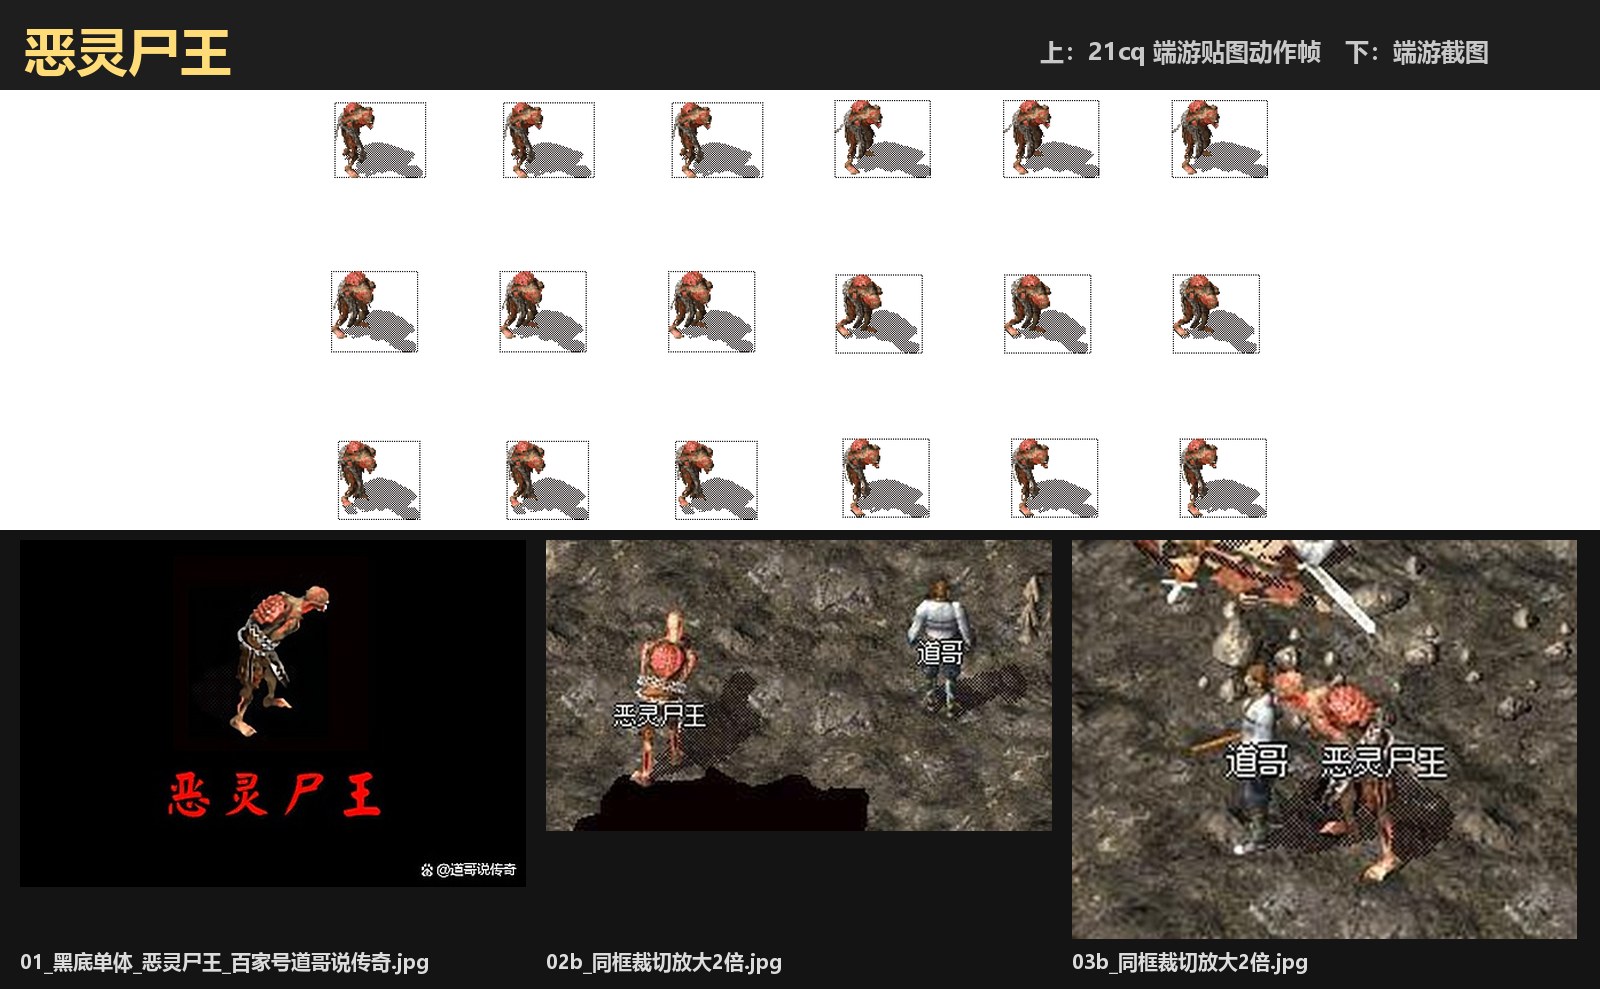 恶灵尸王
上：21cq 端游贴图动作帧　下：端游截图
恶灵尸王
@道哥说传奇
道哥
恶灵尸王
道哥 恶灵尸王
01_黑底单体_恶灵尸王_百家号道哥说传奇.jpg
02b_同框裁切放大2倍.jpg
03b_同框裁切放大2倍.jpg